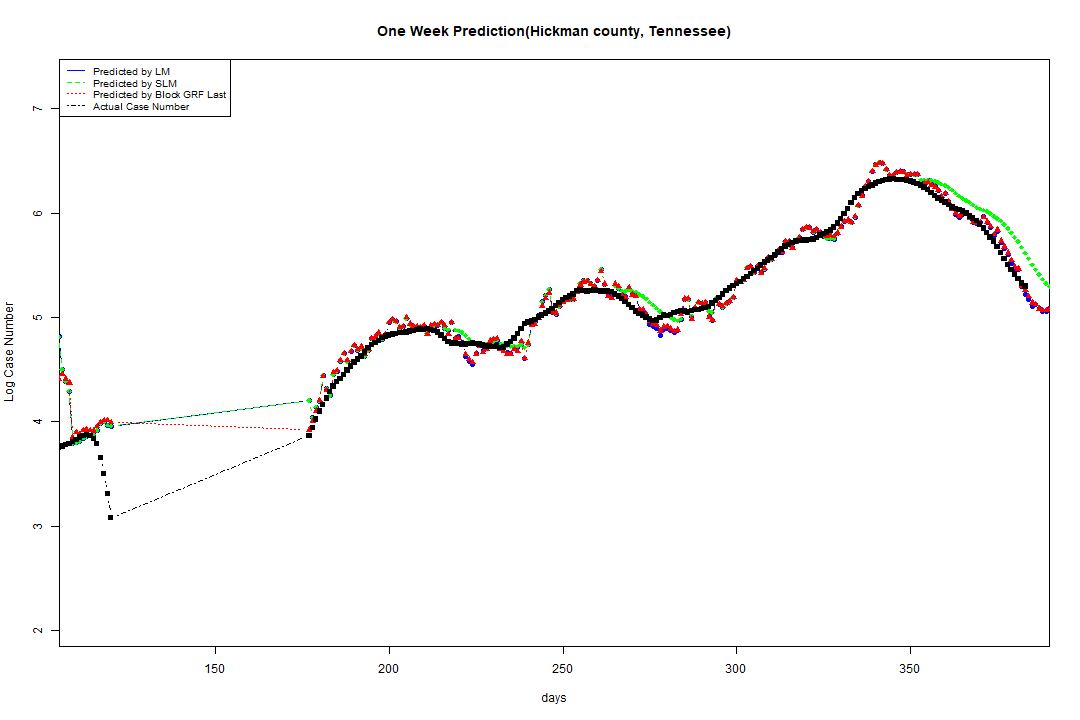 One Week Prediction(Hickman county, Tennessee)
Predicted by LM
Predicted by SLM
Predicted by Block GRF Last
Actual Case Number
7
6
5
4
3
2
Log Case Number
150 200 250 300 350
days